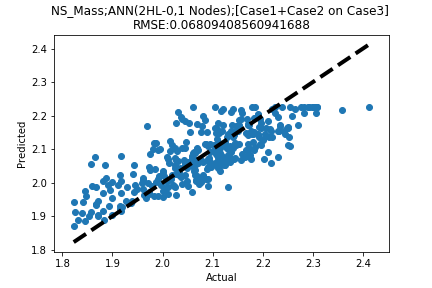 NS_Mass;ANN(2HL-0,1 Nodes);[Case1+Case2 on Case3]
RMSE:0.06809408560941688
2.4
2.3
2.2
2.1
2.0
1.9
1.8
Predicted
1.8 1.9 2.0 2.1 2.2 2.3 2.4
Actual